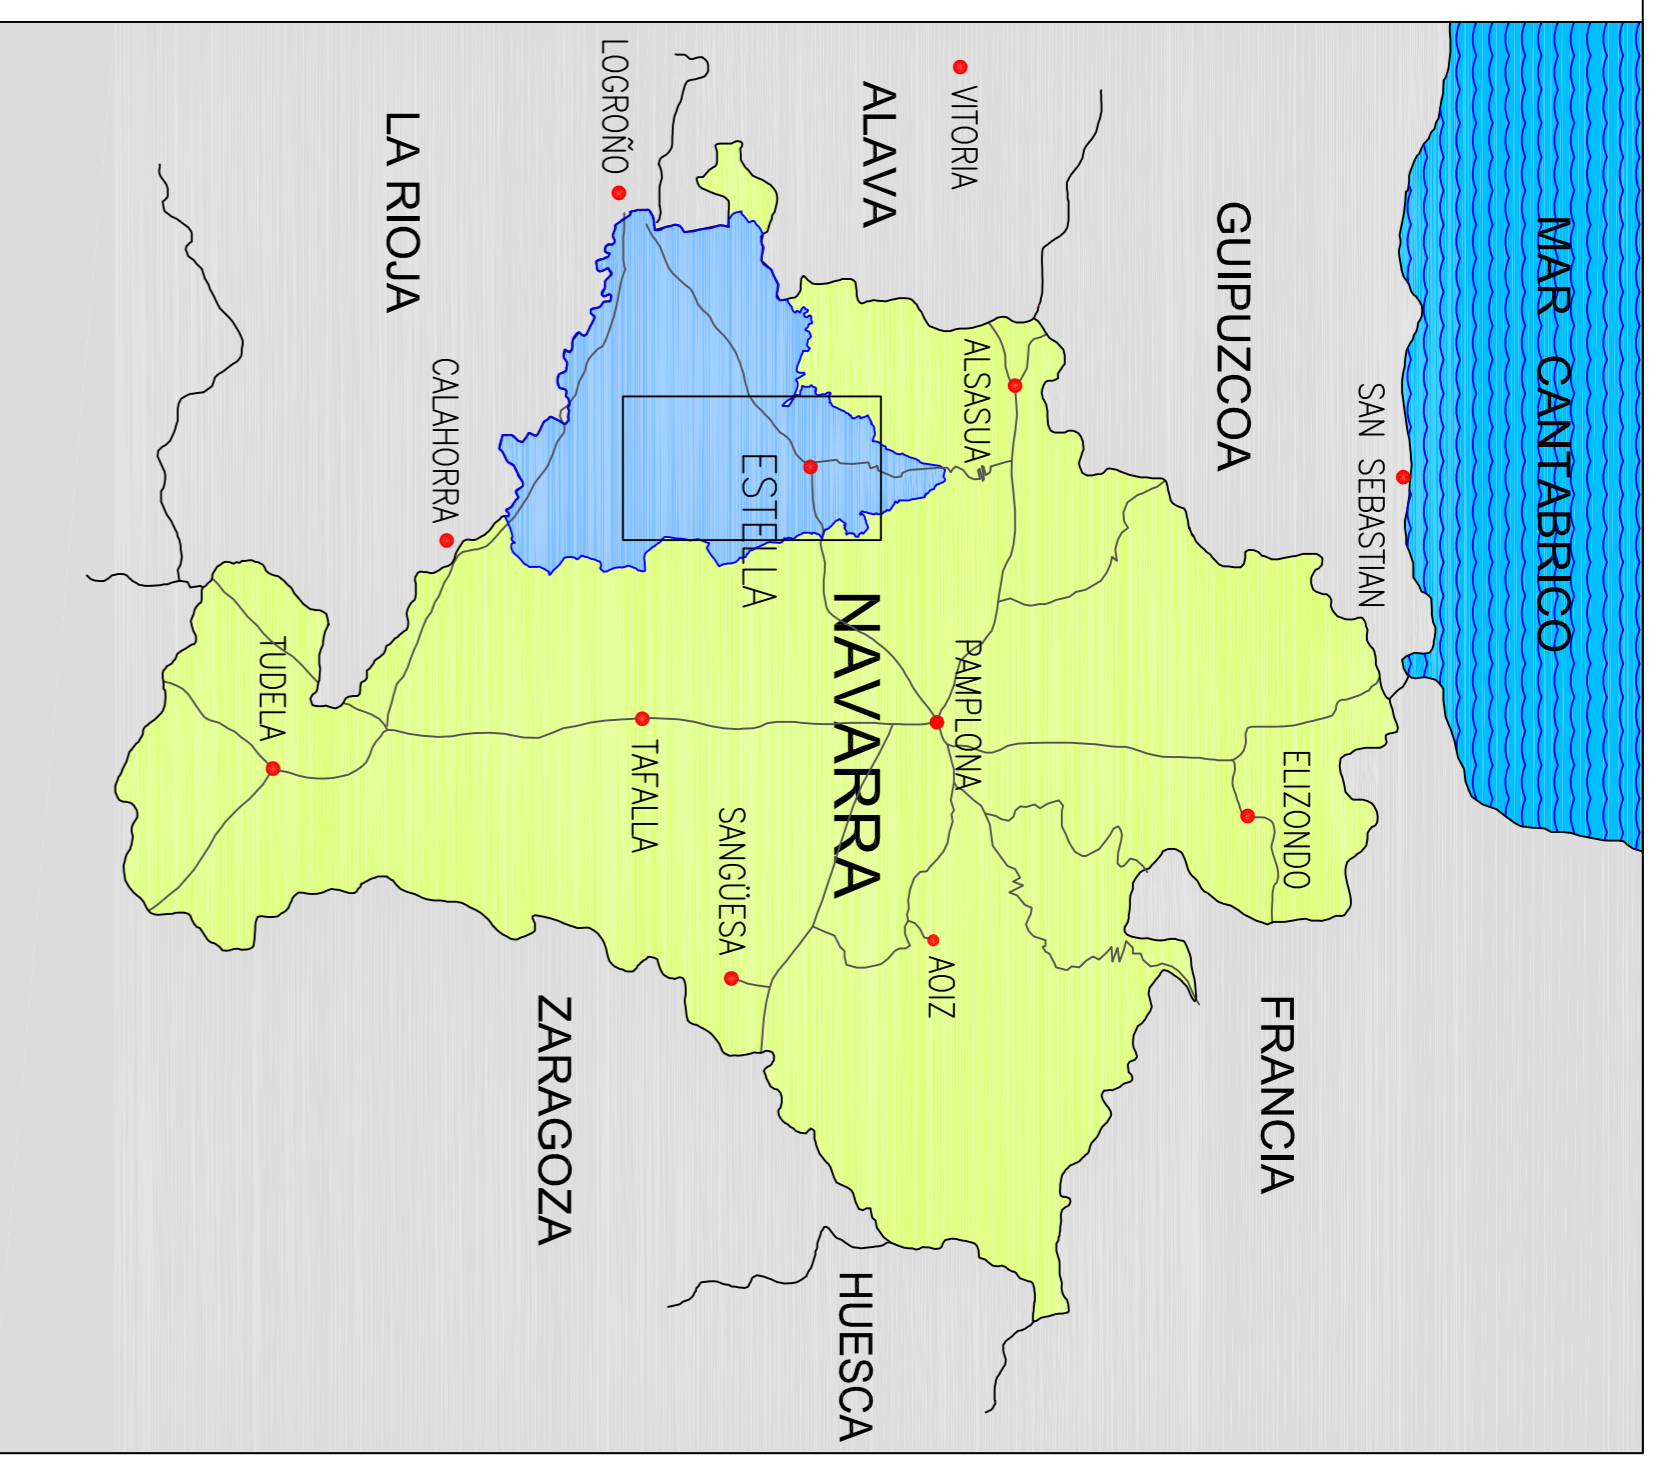 MAR CANTABRICO
SAN SEBASTIAN
GUIPUZCOA
FRANCIA
ELIZONDO
VITORIA
ALSASUA
PAMPLONA
AOIZ
ALAVA
NAVARRA
HUESCA
ESTELLA
SANGÜESA
LOGROÑO
TAFALLA
ZARAGOZA
CALAHORRA
LA RIOJA
TUDELA